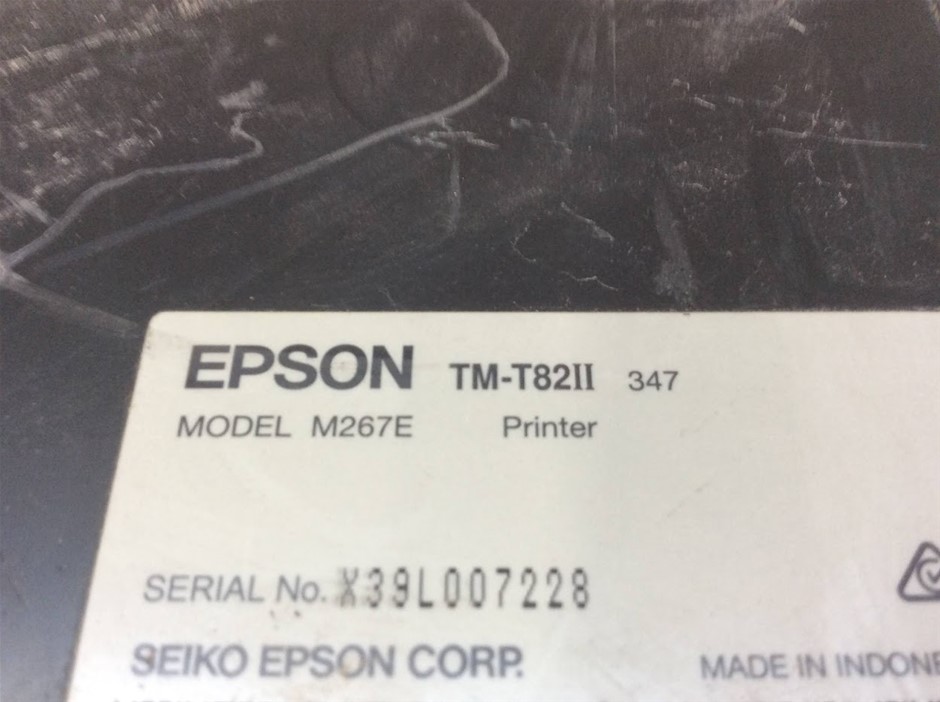 EPSON TM-T82II 347
MODEL M267E Printer
SERIAL No. X39L007228
SEIKO EPSON CORP. MADE IN INDONE